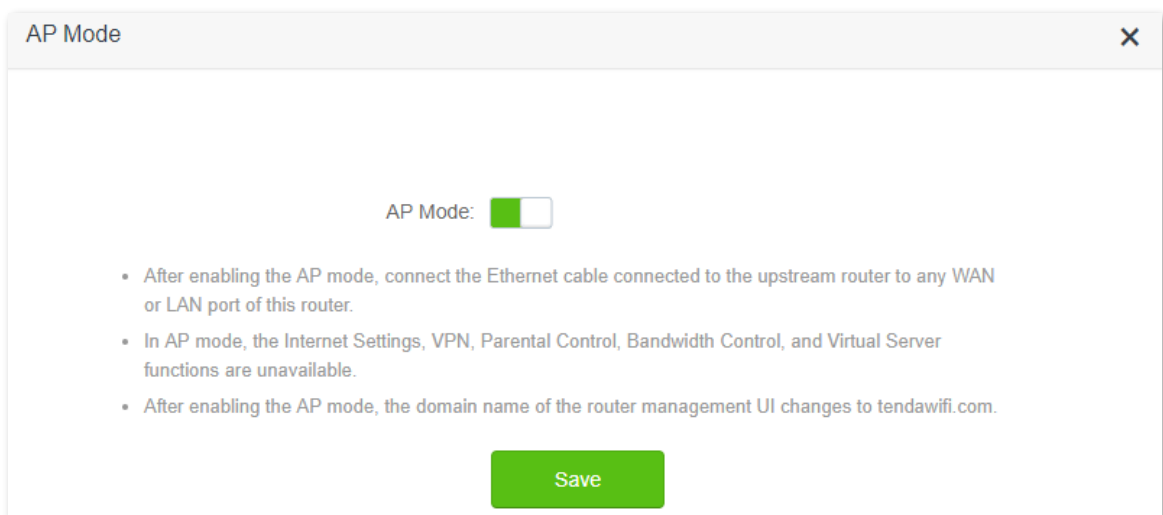 AP Mode
AP Mode:
After enabling the AP mode, connect the Ethernet cable connected to the upstream router to any WAN
or LAN port of this router.
In AP mode, the Internet Settings, VPN, Parental Control, Bandwidth Control, and Virtual Server
functions are unavailable.
After enabling the AP mode, the domain name of the router management UI changes to tendawifi.com.
Save